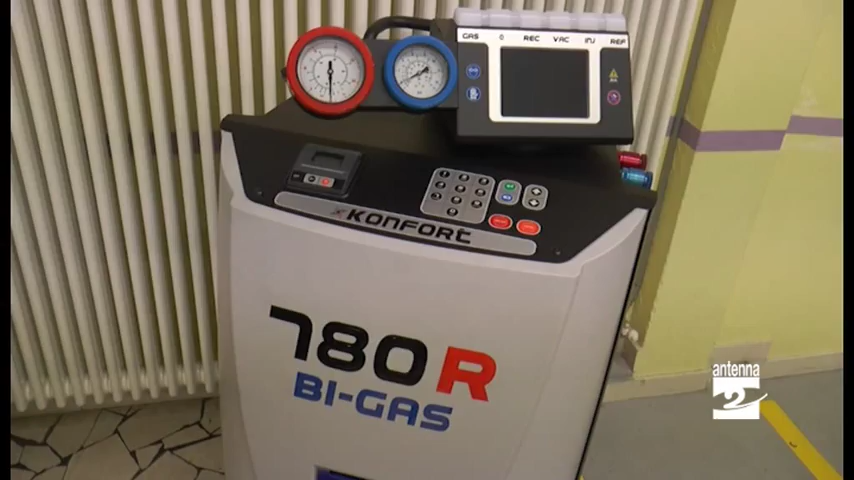 GAS 0 REC VAC INJ REF
KONFORT
780R
BI-GAS
antenna
2